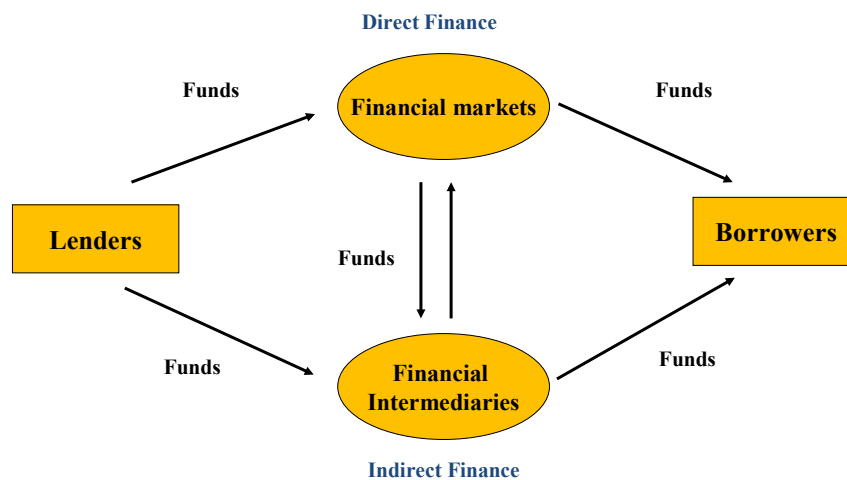 Direct Finance
Funds
Funds
Financial markets
Lenders
Borrowers
Funds
Funds
Funds
Financial
Intermediaries
Indirect Finance